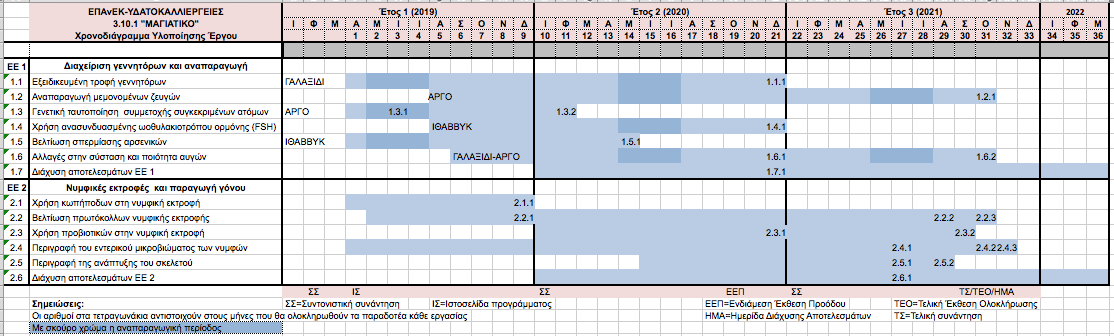 ΕΠΑνΕΚ-ΥΔΑΤΟΚΑΛΛΙΕΡΓΕΙΕΣ Έτος 1 (2019) Έτος 2 (2020) Έτος 3 (2021) 2022
3.10.1 "ΜΑΓΙΑΤΙΚΟ" Ι Φ Μ Α Μ Ι Ι Α Σ Ο Ν Δ Ι Φ Μ Α Μ Ι Ι Α Σ Ο Ν Δ Ι Φ Μ Α Μ Ι Ι Α Σ Ο Ν Δ Ι Φ Μ
Χρονοδιάγραμμα Υλοποίησης Έργου 1 2 3 4 5 6 7 8 9 10 11 12 13 14 15 16 17 18 19 20 21 22 23 24 25 26 27 28 29 30 31 32 33 34 35 36
ΕΕ 1 Διαχείριση γεννητόρων και αναπαραγωγή
1.1 Εξειδικευμένη τροφή γεννητόρων ΓΑΛΑΞΙΔΙ 1.1.1
1.2 Αναπαραγωγή μεμονομένων ζευγών ΑΡΓΟ 1.2.1
1.3 Γενετική ταυτοποίηση συμμετοχής συγκεκριμένων ατόμων ΑΡΓΟ 1.3.1 1.3.2
1.4 Χρήση ανασυνδυασμένης ωοθυλακιοτρόπου ορμόνης (FSH) ΙΘΑΒΒΥΚ 1.4.1
1.5 Βελτίωση σπερμίασης αρσενικών ΙΘΑΒΒΥΚ 1.5.1
1.6 Αλλαγές στην σύσταση και ποιότητα αυγών ΓΑΛΑΞΙΔΙ-ΑΡΓΟ 1.6.1 1.6.2
1.7 Διάχυση αποτελεσμάτων ΕΕ 1 1.7.1
ΕΕ 2 Νυμφικές εκτροφές και παραγωγή γόνου
2.1 Χρήση κωπήποδων στη νυμφική εκτροφή 2.1.1
2.2 Βελτίωση πρωτόκολλων νυμφικής εκτροφής 2.2.1 2.2.2 2.2.3
2.3 Χρήση προβιοτικών στην νυμφική εκτροφή 2.3.1 2.3.2
2.4 Περιγραφή του εντερικού μικροβιώματος των νυμφών 2.4.1 2.4.2 2.4.3
2.5 Περιγραφή της ανάπτυξης του σκελετού 2.5.1 2.5.2
2.6 Διάχυση αποτελεσμάτων ΕΕ 2 2.6.1
ΣΣ ΙΣ ΣΣ ΕΕΠ ΣΣ ΤΣ/ΤΕΟ/ΗΜΑ
Σημειώσεις: ΣΣ=Συντονιστική συνάντηση ΙΣ=Ιστοσελίδα προγράμματος ΕΕΠ=Ενδιάμεση Έκθεση Προόδου ΤΕΟ=Τελική Έκθεση Ολοκλήρωσης
Οι αριθμοί στα τετραγωνάκια αντιστοιχούν στους μήνες που θα ολοκληρωθούν τα παραδοτέα κάθε εργασίας ΗΜΑ=Ημερίδα Διάχυσης Αποτελεσμάτων ΤΣ=Τελική συνάντηση
Με σκούρο χρώμα η αναπαραγωγική περίοδος